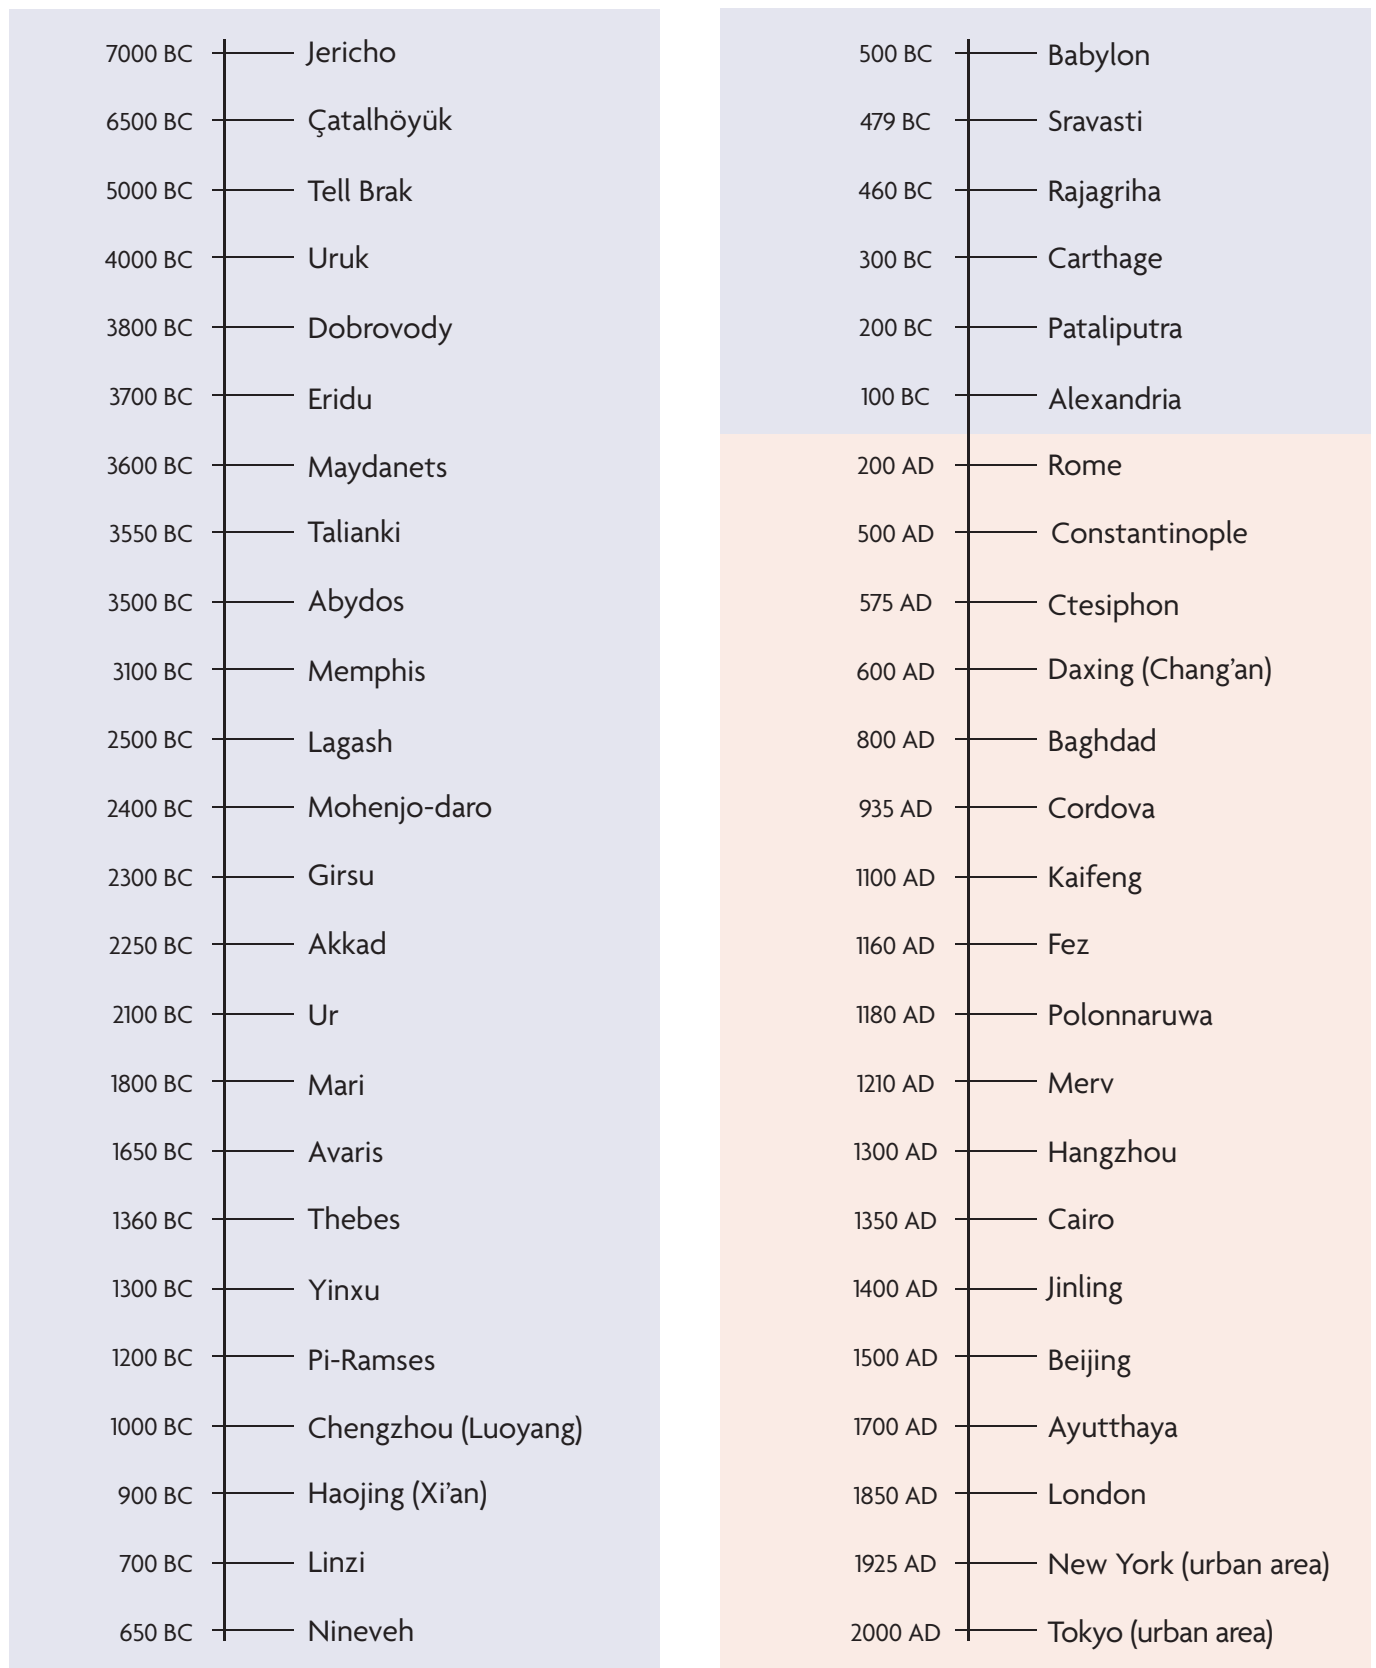 7000 BC Jericho
6500 BC Çatalhöyük
5000 BC Tell Brak
4000 BC Uruk
3800 BC Dobrovody
3700 BC Eridu
3600 BC Maydanets
3550 BC Talianki
3500 BC Abydos
3100 BC Memphis
2500 BC Lagash
2400 BC Mohenjo-daro
2300 BC Girsu
2250 BC Akkad
2100 BC Ur
1800 BC Mari
1650 BC Avaris
1360 BC Thebes
1300 BC Yinxu
1200 BC Pi-Ramses
1000 BC Chengzhou (Luoyang)
900 BC Haojing (Xi’an)
700 BC Linzi
650 BC Nineveh
500 BC Babylon
479 BC Sravasti
460 BC Rajagriha
300 BC Carthage
200 BC Pataliputra
100 BC Alexandria
200 AD Rome
500 AD Constantinople
575 AD Ctesiphon
600 AD Daxing (Chang’an)
800 AD Baghdad
935 AD Cordova
1100 AD Kaifeng
1160 AD Fez
1180 AD Polonnaruwa
1210 AD Merv
1300 AD Hangzhou
1350 AD Cairo
1400 AD Jinling
1500 AD Beijing
1700 AD Ayutthaya
1850 AD London
1925 AD New York (urban area)
2000 AD Tokyo (urban area)